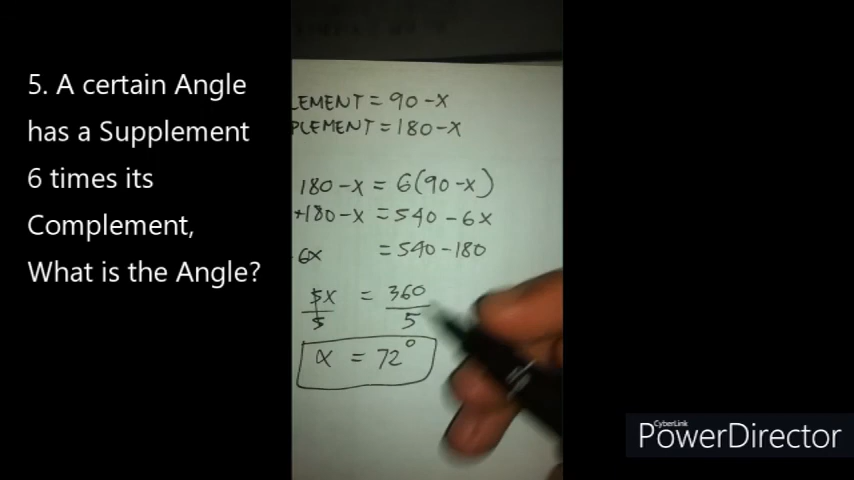 5. A certain Angle
has a Supplement
6 times its
Complement,
What is the Angle?
LEMENT = 90-x
PLEMENT = 180-x
180-x = 6(90-x)
+180-x = 540-6x
6x = 540-180
5x = 360
5 5
x = 72°
CyberLink
PowerDirector